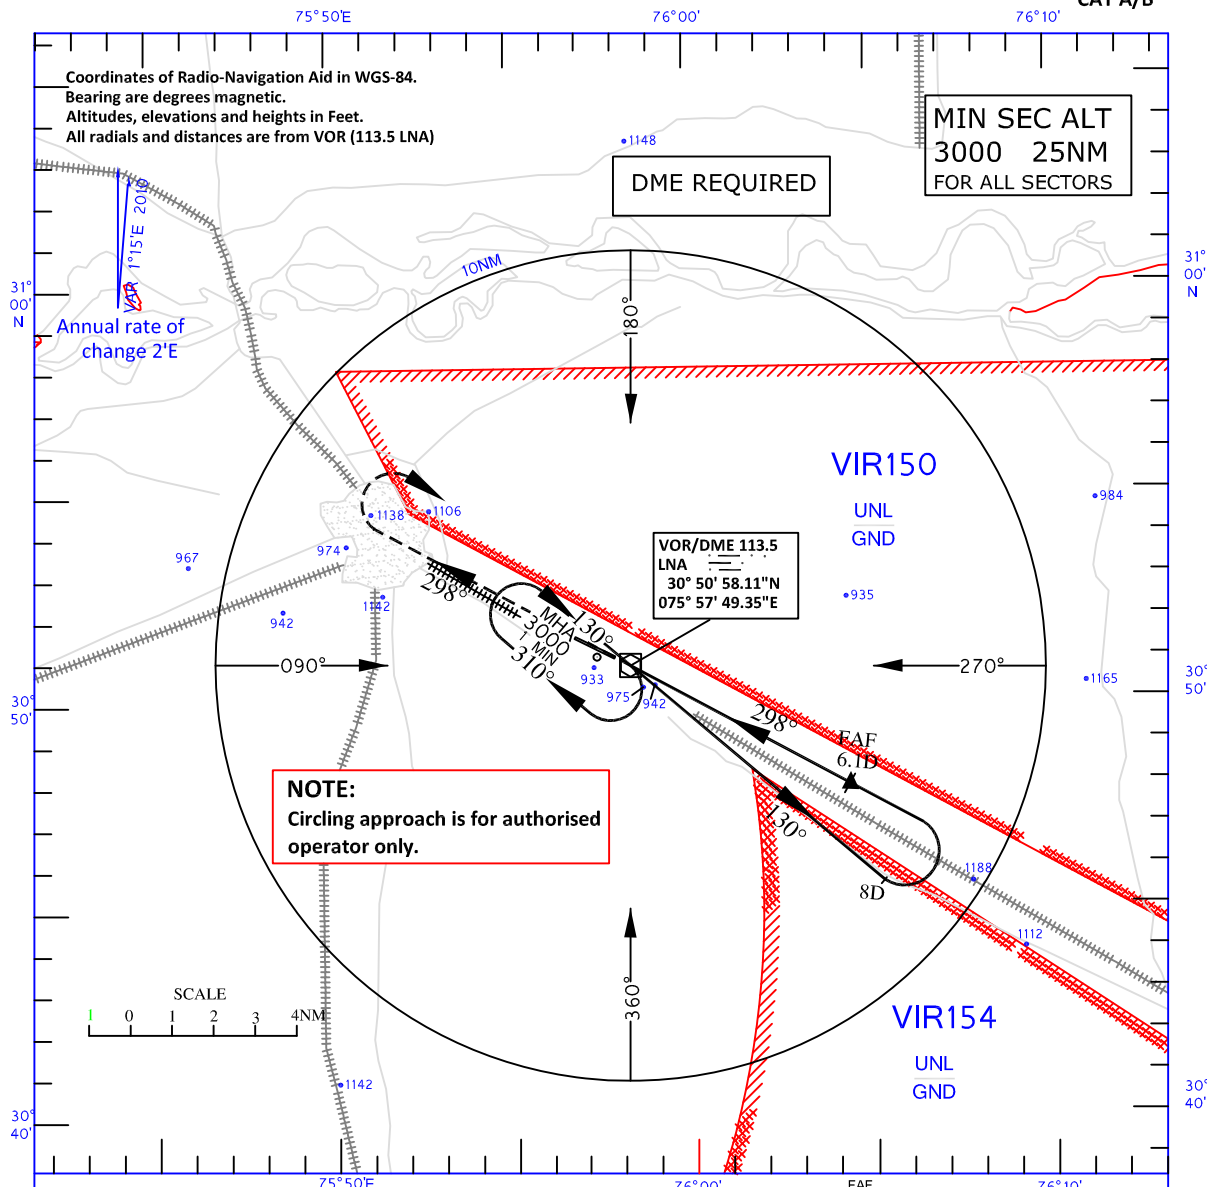 CAT A/B
75°50'E
76°00'
76°10'
Coordinates of Radio-Navigation Aid in WGS-84.
Bearing are degrees magnetic.
Altitudes, elevations and heights in Feet.
All radials and distances are from VOR (113.5 LNA)
MIN SEC ALT
3000 25NM
FOR ALL SECTORS
1148
DME REQUIRED
VAR 1°15'E 2010
10NM
31°
00'
N
31°
00'
N
Annual rate of
change 2'E
180°
VIR150
UNL
GND
984
1138
1106
974
967
942
1142
VOR/DME 113.5
LNA
30° 50' 58.11"N
075° 57' 49.35"E
935
298°
MHA
3000
1 MIN
130°
310°
933
975
942
090°
270°
1165
30°
50'
30°
50'
298°
FAF
6.1D
130°
8D
NOTE:
Circling approach is for authorised
operator only.
1188
1112
360°
SCALE
1 0 1 2 3 4NM
VIR154
UNL
GND
1142
30°
40'
30°
40'
75°50'E
76°00'
76°10'
FAF